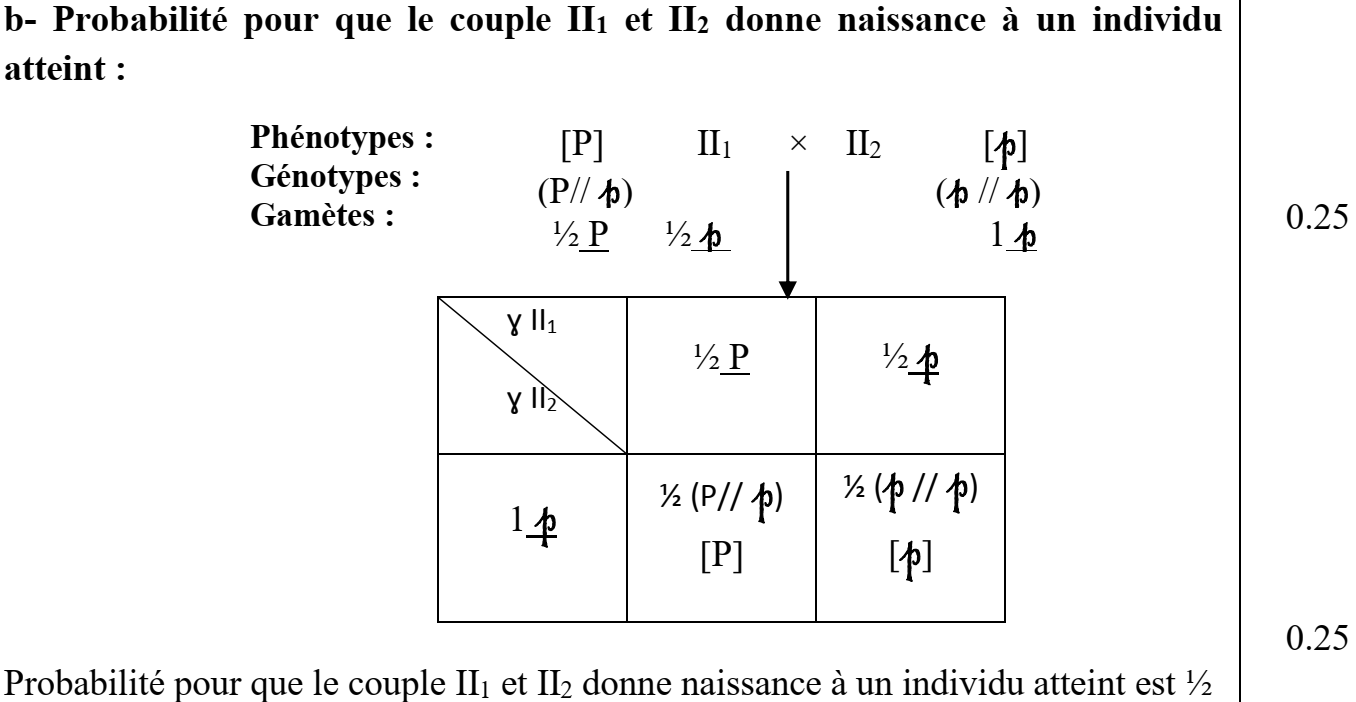 b- Probabilité pour que le couple II₁ et II₂ donne naissance à un individu
atteint :
Phénotypes : [P] II₁ × II₂ [𝓅]
Génotypes : (P// 𝓅) (𝓅 // 𝓅)
Gamètes : ½ P ½ 𝓅 1 𝓅
0.25
γ II₁
γ II₂
½ P
½ 𝓅
1 𝓅
½ (P// 𝓅)
[P]
½ (𝓅 // 𝓅)
[𝓅]
0.25
Probabilité pour que le couple II₁ et II₂ donne naissance à un individu atteint est ½